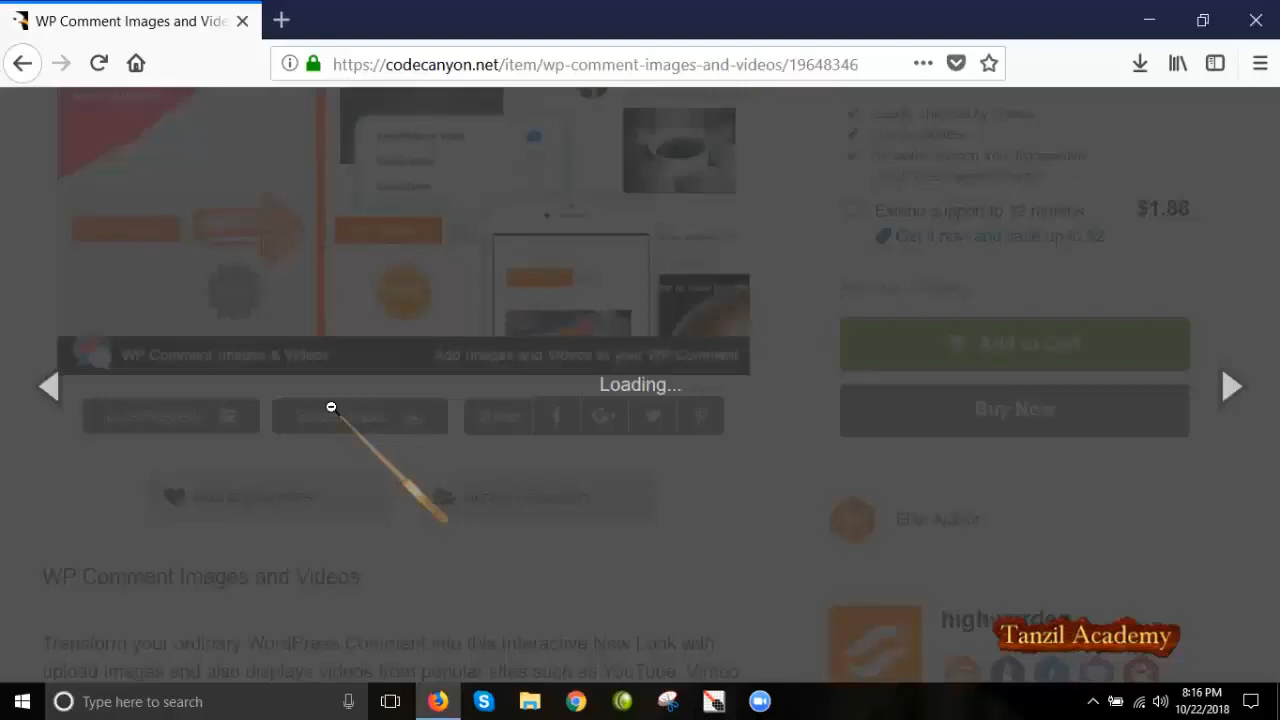 WP Comment Images and Vide
https://codecanyon.net/item/wp-comment-images-and-videos/19648346
Extend support to 12 months
$1.88
Get it now and save up to $2
WP Comment Images & Videos
Add Images and Videos as your WP Comment
Add to Cart
Loading...
Buy Now
Share
Elite Author
WP Comment Images and Videos
Tanzil Academy
Transform your ordinary WordPress Comment into this Interactive New Look with
upload images and also displays videos from popular sites such as YouTube, Vimeo
Type here to search
8:16 PM
10/22/2018